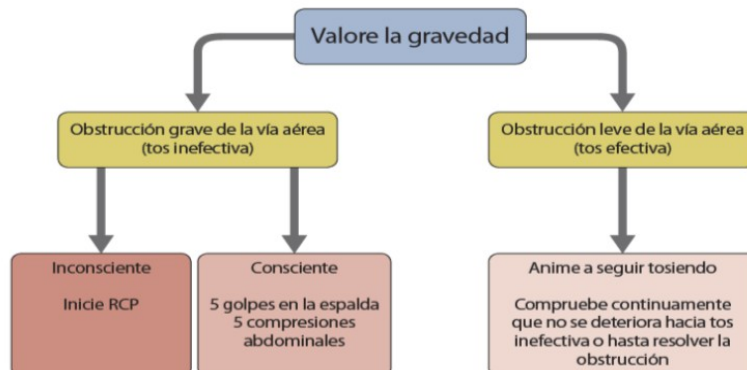 Valore la gravedad
Obstrucción grave de la vía aérea
(tos inefectiva)
Obstrucción leve de la vía aérea
(tos efectiva)
Inconsciente
Inicie RCP
Consciente
5 golpes en la espalda
5 compresiones
abdominales
Anime a seguir tosiendo
Compruebe continuamente
que no se deteriora hacia tos
inefectiva o hasta resolver la
obstrucción